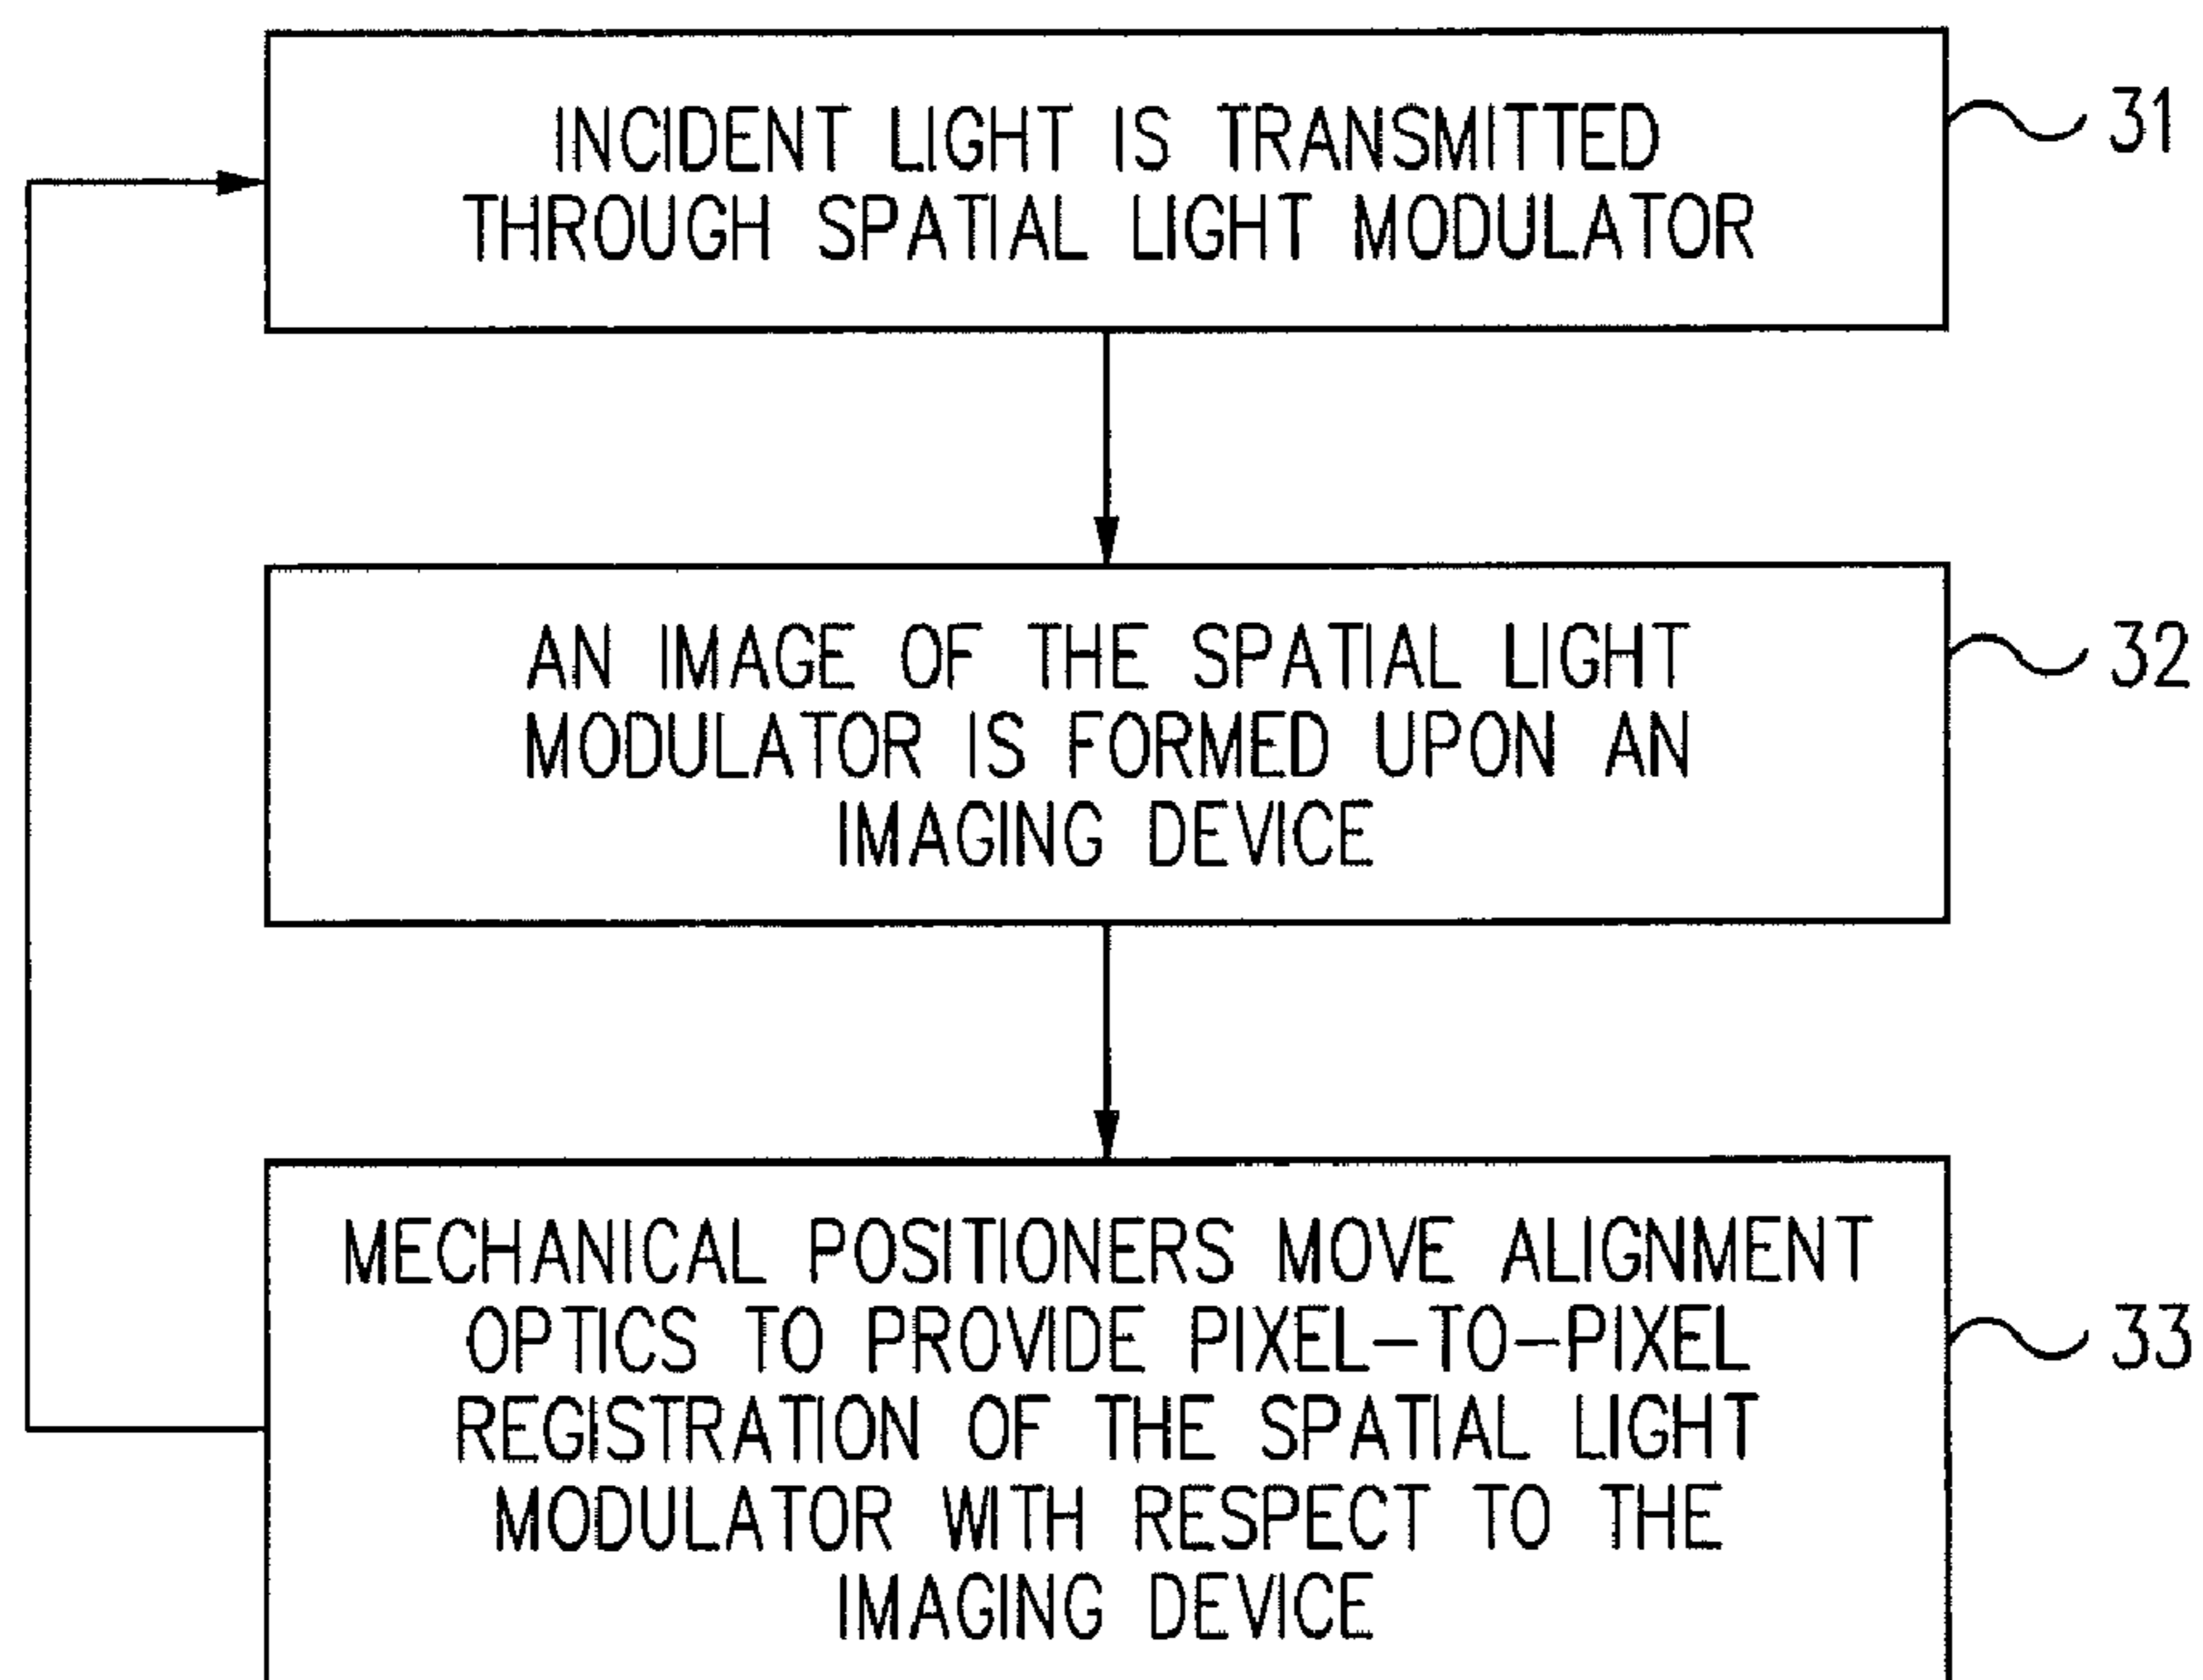 INCIDENT LIGHT IS TRANSMITTED
THROUGH SPATIAL LIGHT MODULATOR
31
AN IMAGE OF THE SPATIAL LIGHT
MODULATOR IS FORMED UPON AN
IMAGING DEVICE
32
MECHANICAL POSITIONERS MOVE ALIGNMENT
OPTICS TO PROVIDE PIXEL-TO-PIXEL
REGISTRATION OF THE SPATIAL LIGHT
MODULATOR WITH RESPECT TO THE
IMAGING DEVICE
33